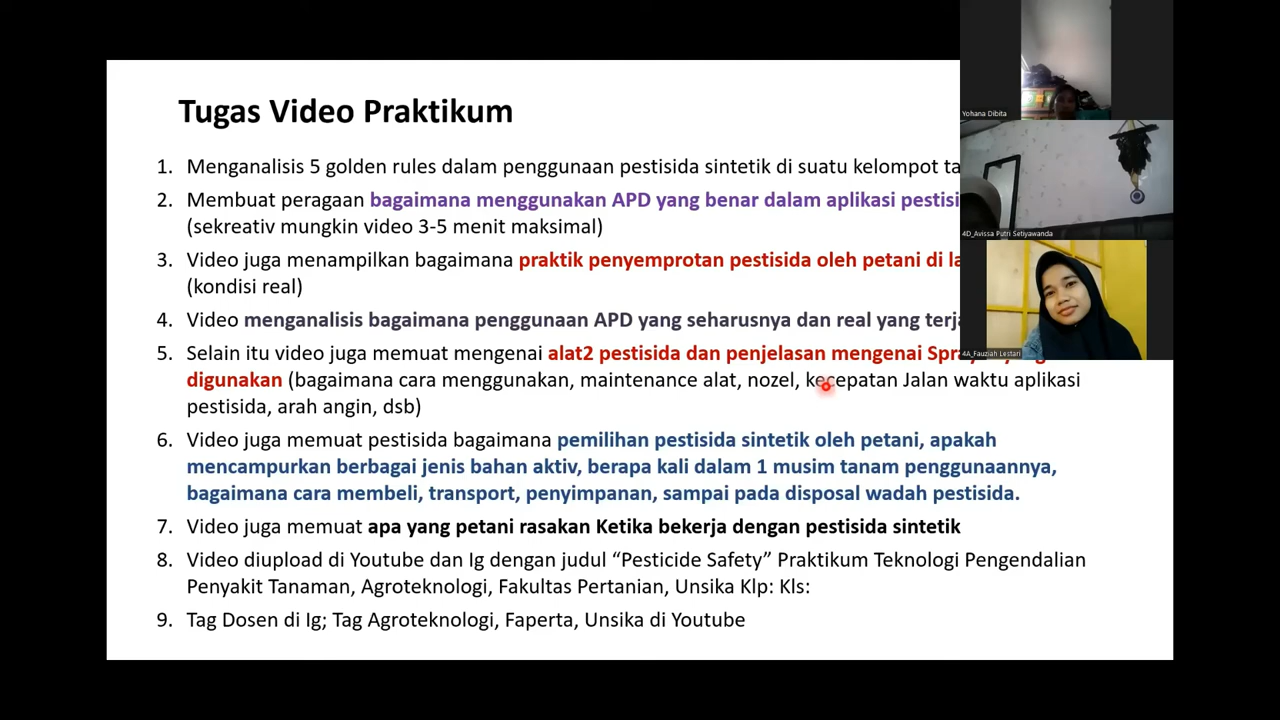 Tugas Video Praktikum
1. Menganalisis 5 golden rules dalam penggunaan pestisida sintetik di suatu kelompot
2. Membuat peragaan bagaimana menggunakan APD yang benar dalam aplikasi
(sekreativ mungkin video 3-5 menit maksimal)
3. Video juga menampilkan bagaimana praktik penyemprotan pestisida oleh petani di
(kondisi real)
4. Video menganalisis bagaimana penggunaan APD yang seharusnya dan real yang
5. Selain itu video juga memuat mengenai alat2 pestisida dan penjelasan mengenai
digunakan (bagaimana cara menggunakan, maintenance alat, nozel, kecepatan Jalan waktu aplikasi
pestisida, arah angin, dsb)
6. Video juga memuat pestisida bagaimana pemilihan pestisida sintetik oleh petani, apakah
mencampurkan berbagai jenis bahan aktiv, berapa kali dalam 1 musim tanam penggunaannya,
bagaimana cara membeli, transport, penyimpanan, sampai pada disposal wadah pestisida.
7. Video juga memuat apa yang petani rasakan Ketika bekerja dengan pestisida sintetik
8. Video diupload di Youtube dan Ig dengan judul “Pesticide Safety” Praktikum Teknologi Pengendalian
Penyakit Tanaman, Agroteknologi, Fakultas Pertanian, Unsika Klp: Kls:
9. Tag Dosen di Ig; Tag Agroteknologi, Faperta, Unsika di Youtube
Yohana Dibita
4D_Avissa Putri Setiyawanda
4A_Fauziah Lestari